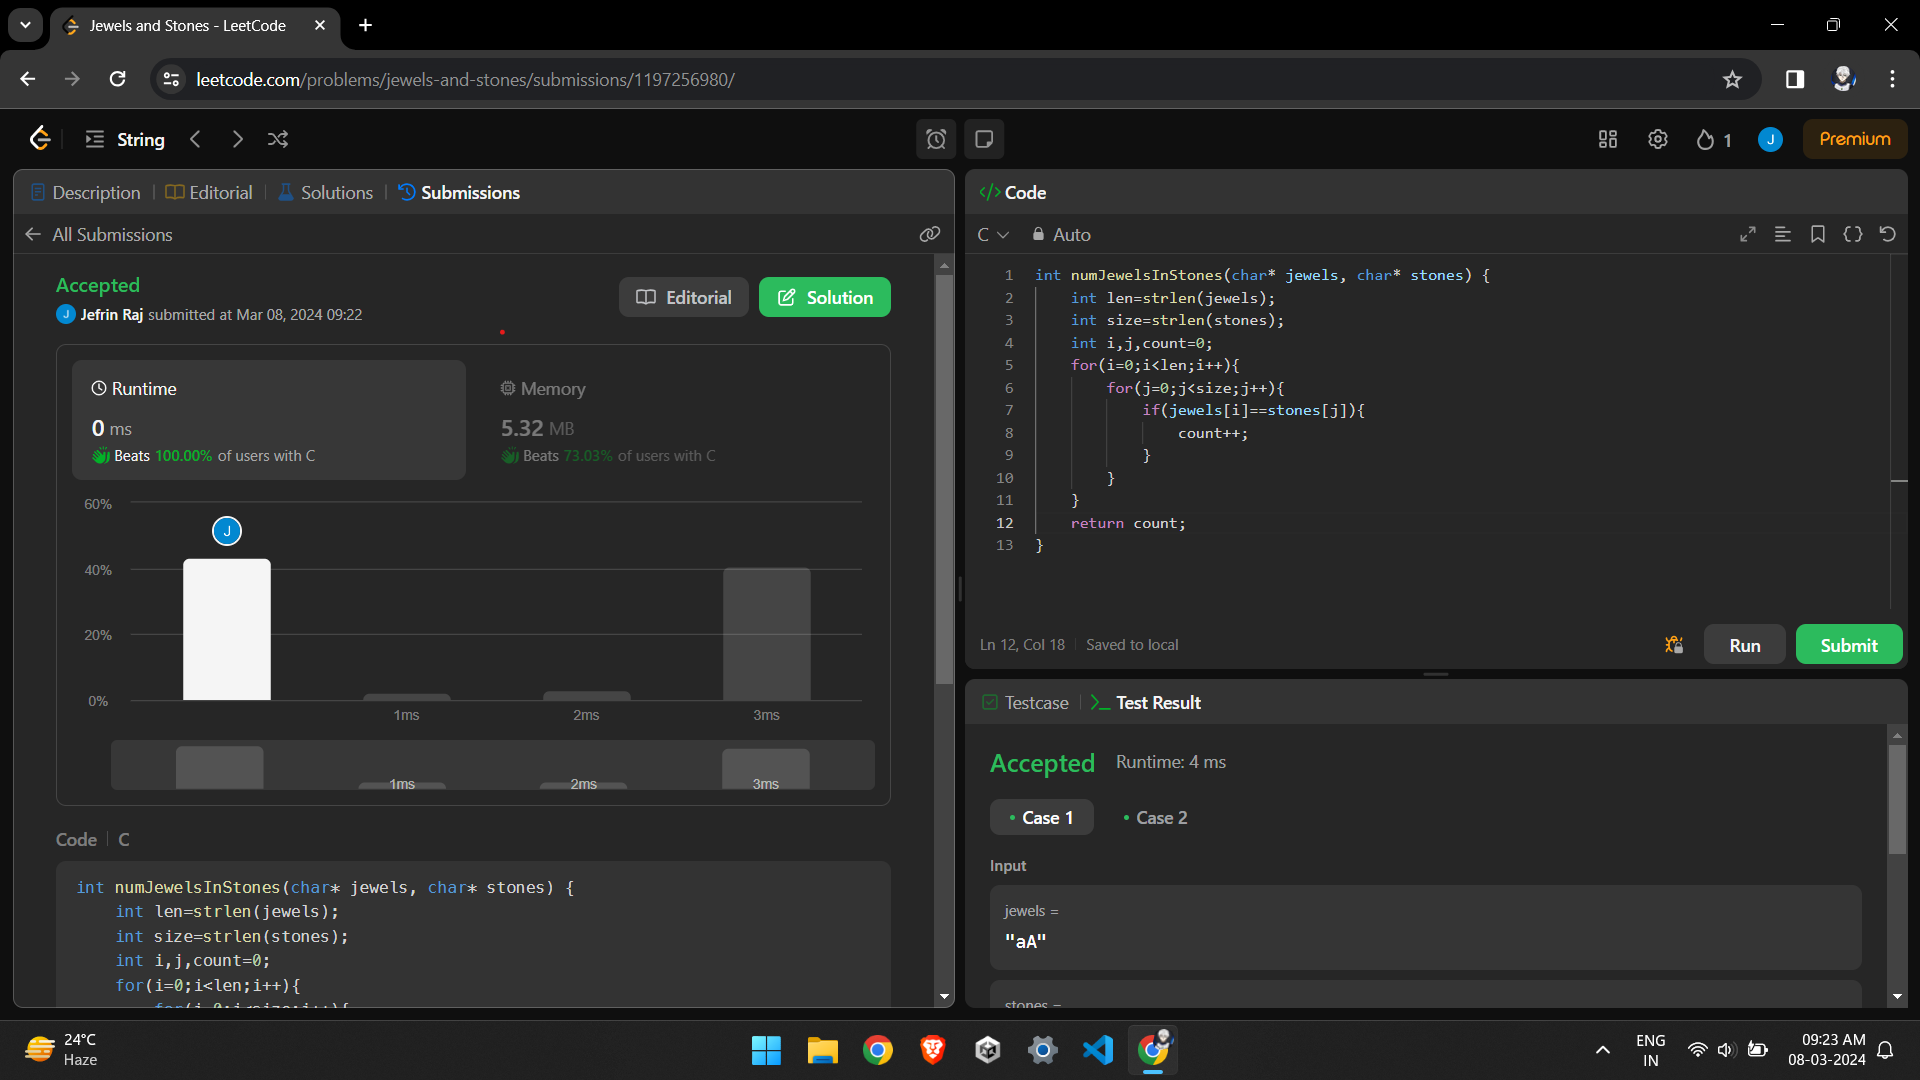 Jewels and Stones - LeetCode
leetcode.com/problems/jewels-and-stones/submissions/1197256980/
String
1
J
Premium
Description
Editorial
Solutions
Submissions
All Submissions
Accepted
J Jefrin Raj submitted at Mar 08, 2024 09:22
Editorial
Solution
Runtime
0 ms
Beats 100.00% of users with C
Memory
5.32 MB
Beats 73.03% of users with C
60%
J
40%
20%
0%
1ms
2ms
3ms
1ms
2ms
3ms
Code
C
int numJewelsInStones(char* jewels, char* stones) {
int len=strlen(jewels);
int size=strlen(stones);
int i,j,count=0;
for(i=0;i<len;i++){
for(j=0;j<size;j++){
</> Code
C
Auto
1 int numJewelsInStones(char* jewels, char* stones) {
2 int len=strlen(jewels);
3 int size=strlen(stones);
4 int i,j,count=0;
5 for(i=0;i<len;i++){
6 for(j=0;j<size;j++){
7 if(jewels[i]==stones[j]){
8 count++;
9 }
10 }
11 }
12 return count;
13 }
Ln 12, Col 18
Saved to local
Run
Submit
Testcase
Test Result
Accepted
Runtime: 4 ms
Case 1
Case 2
Input
jewels =
"aA"
stones =
24°C
Haze
ENG
IN
09:23 AM
08-03-2024